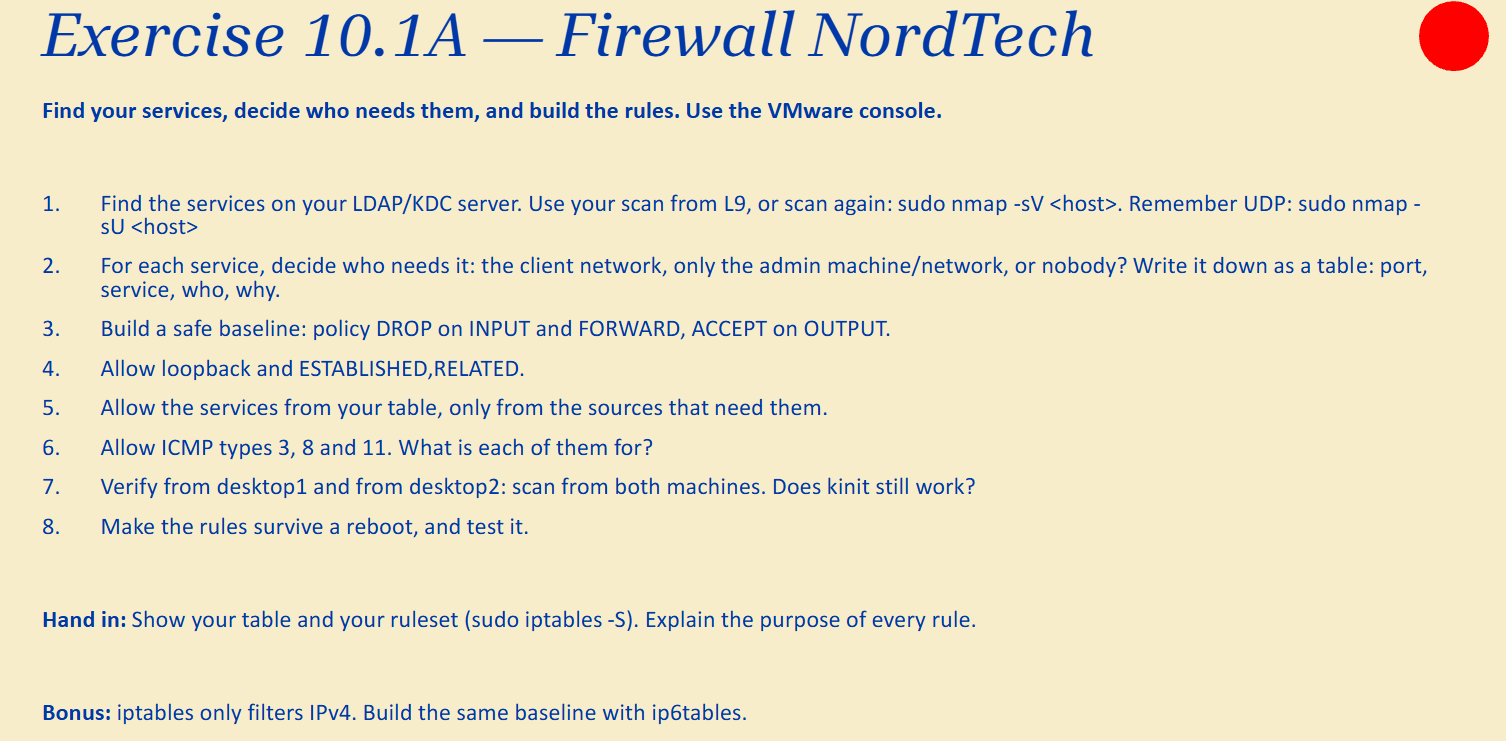 Exercise 10.1A — Firewall NordTech
Find your services, decide who needs them, and build the rules. Use the VMware console.
1. Find the services on your LDAP/KDC server. Use your scan from L9, or scan again: sudo nmap -sV <host>. Remember UDP: sudo nmap -
sU <host>
2. For each service, decide who needs it: the client network, only the admin machine/network, or nobody? Write it down as a table: port,
service, who, why.
3. Build a safe baseline: policy DROP on INPUT and FORWARD, ACCEPT on OUTPUT.
4. Allow loopback and ESTABLISHED,RELATED.
5. Allow the services from your table, only from the sources that need them.
6. Allow ICMP types 3, 8 and 11. What is each of them for?
7. Verify from desktop1 and from desktop2: scan from both machines. Does kinit still work?
8. Make the rules survive a reboot, and test it.
Hand in: Show your table and your ruleset (sudo iptables -S). Explain the purpose of every rule.
Bonus: iptables only filters IPv4. Build the same baseline with ip6tables.